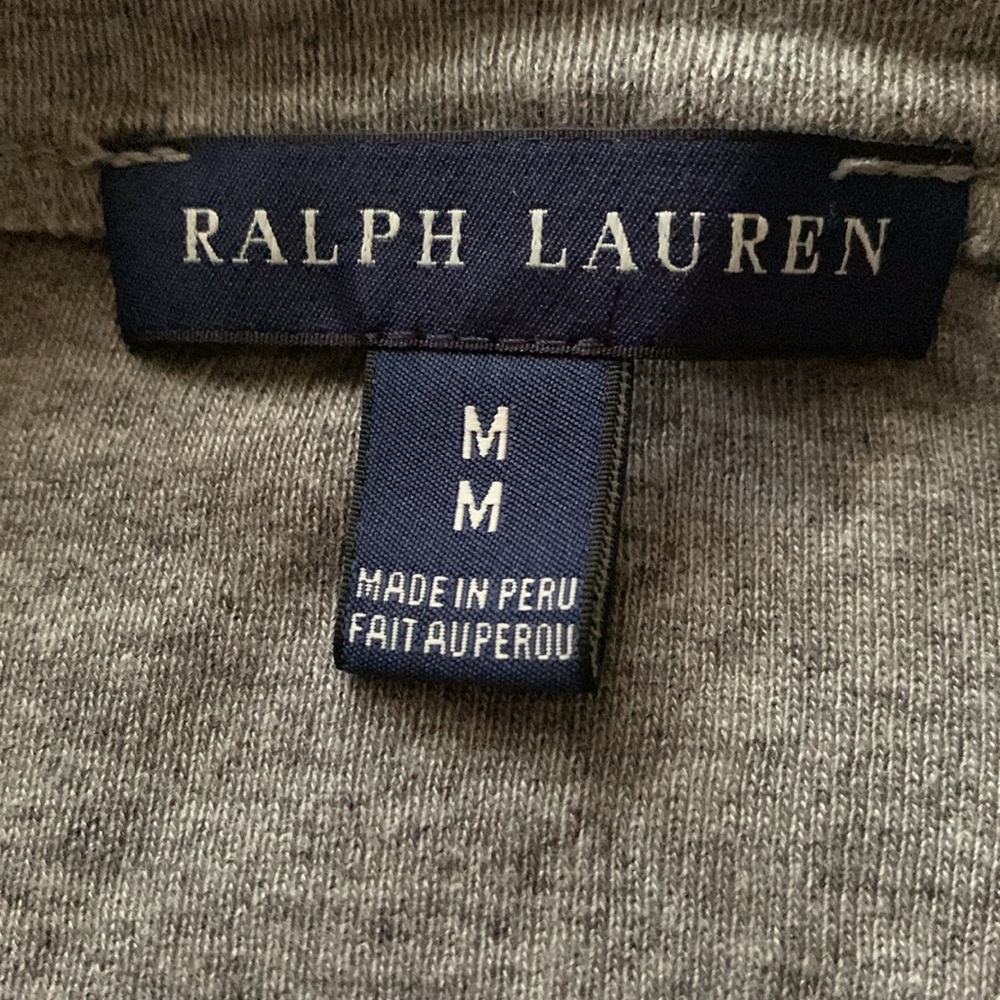 RALPH LAUREN
M
M
MADE IN PERU
FAIT AU PEROU